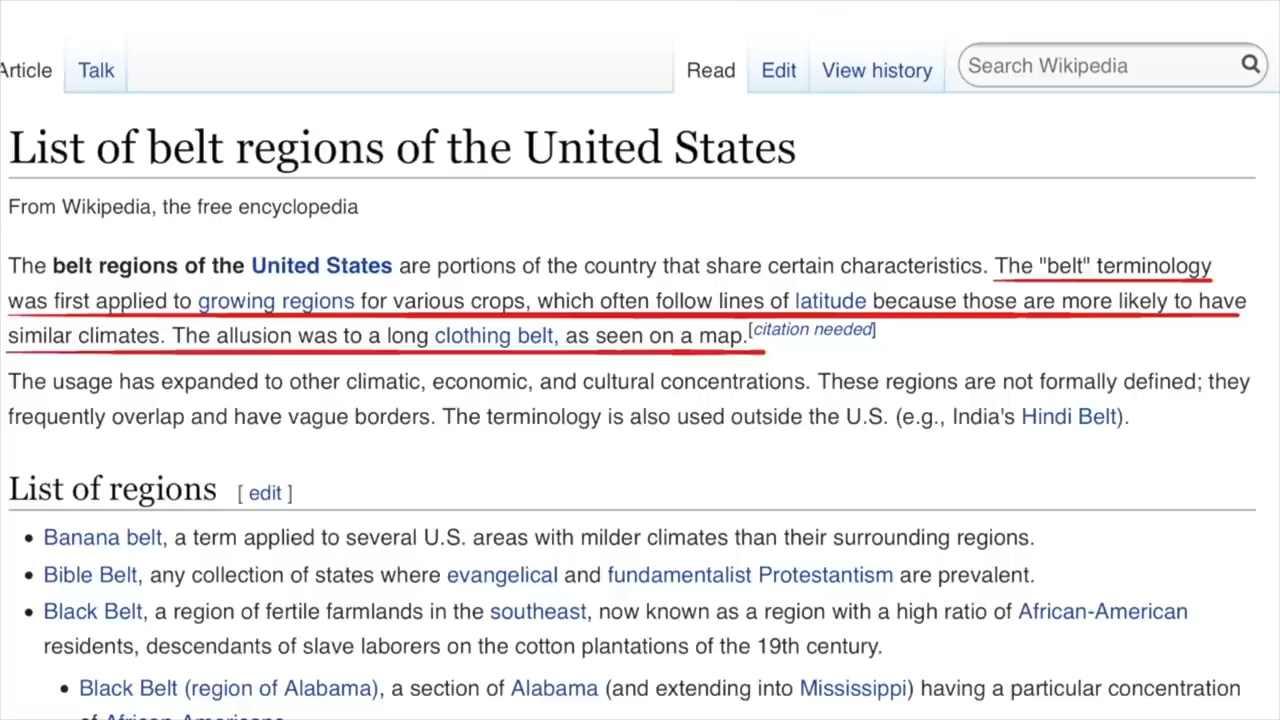 Article Talk Read Edit View history Search Wikipedia
List of belt regions of the United States
From Wikipedia, the free encyclopedia
The belt regions of the United States are portions of the country that share certain characteristics. The "belt" terminology
was first applied to growing regions for various crops, which often follow lines of latitude because those are more likely to have
similar climates. The allusion was to a long clothing belt, as seen on a map.[citation needed]
The usage has expanded to other climatic, economic, and cultural concentrations. These regions are not formally defined; they
frequently overlap and have vague borders. The terminology is also used outside the U.S. (e.g., India's Hindi Belt).
List of regions [ edit ]
• Banana belt, a term applied to several U.S. areas with milder climates than their surrounding regions.
• Bible Belt, any collection of states where evangelical and fundamentalist Protestantism are prevalent.
• Black Belt, a region of fertile farmlands in the southeast, now known as a region with a high ratio of African-American
residents, descendants of slave laborers on the cotton plantations of the 19th century.
• Black Belt (region of Alabama), a section of Alabama (and extending into Mississippi) having a particular concentration
of African-Americans.